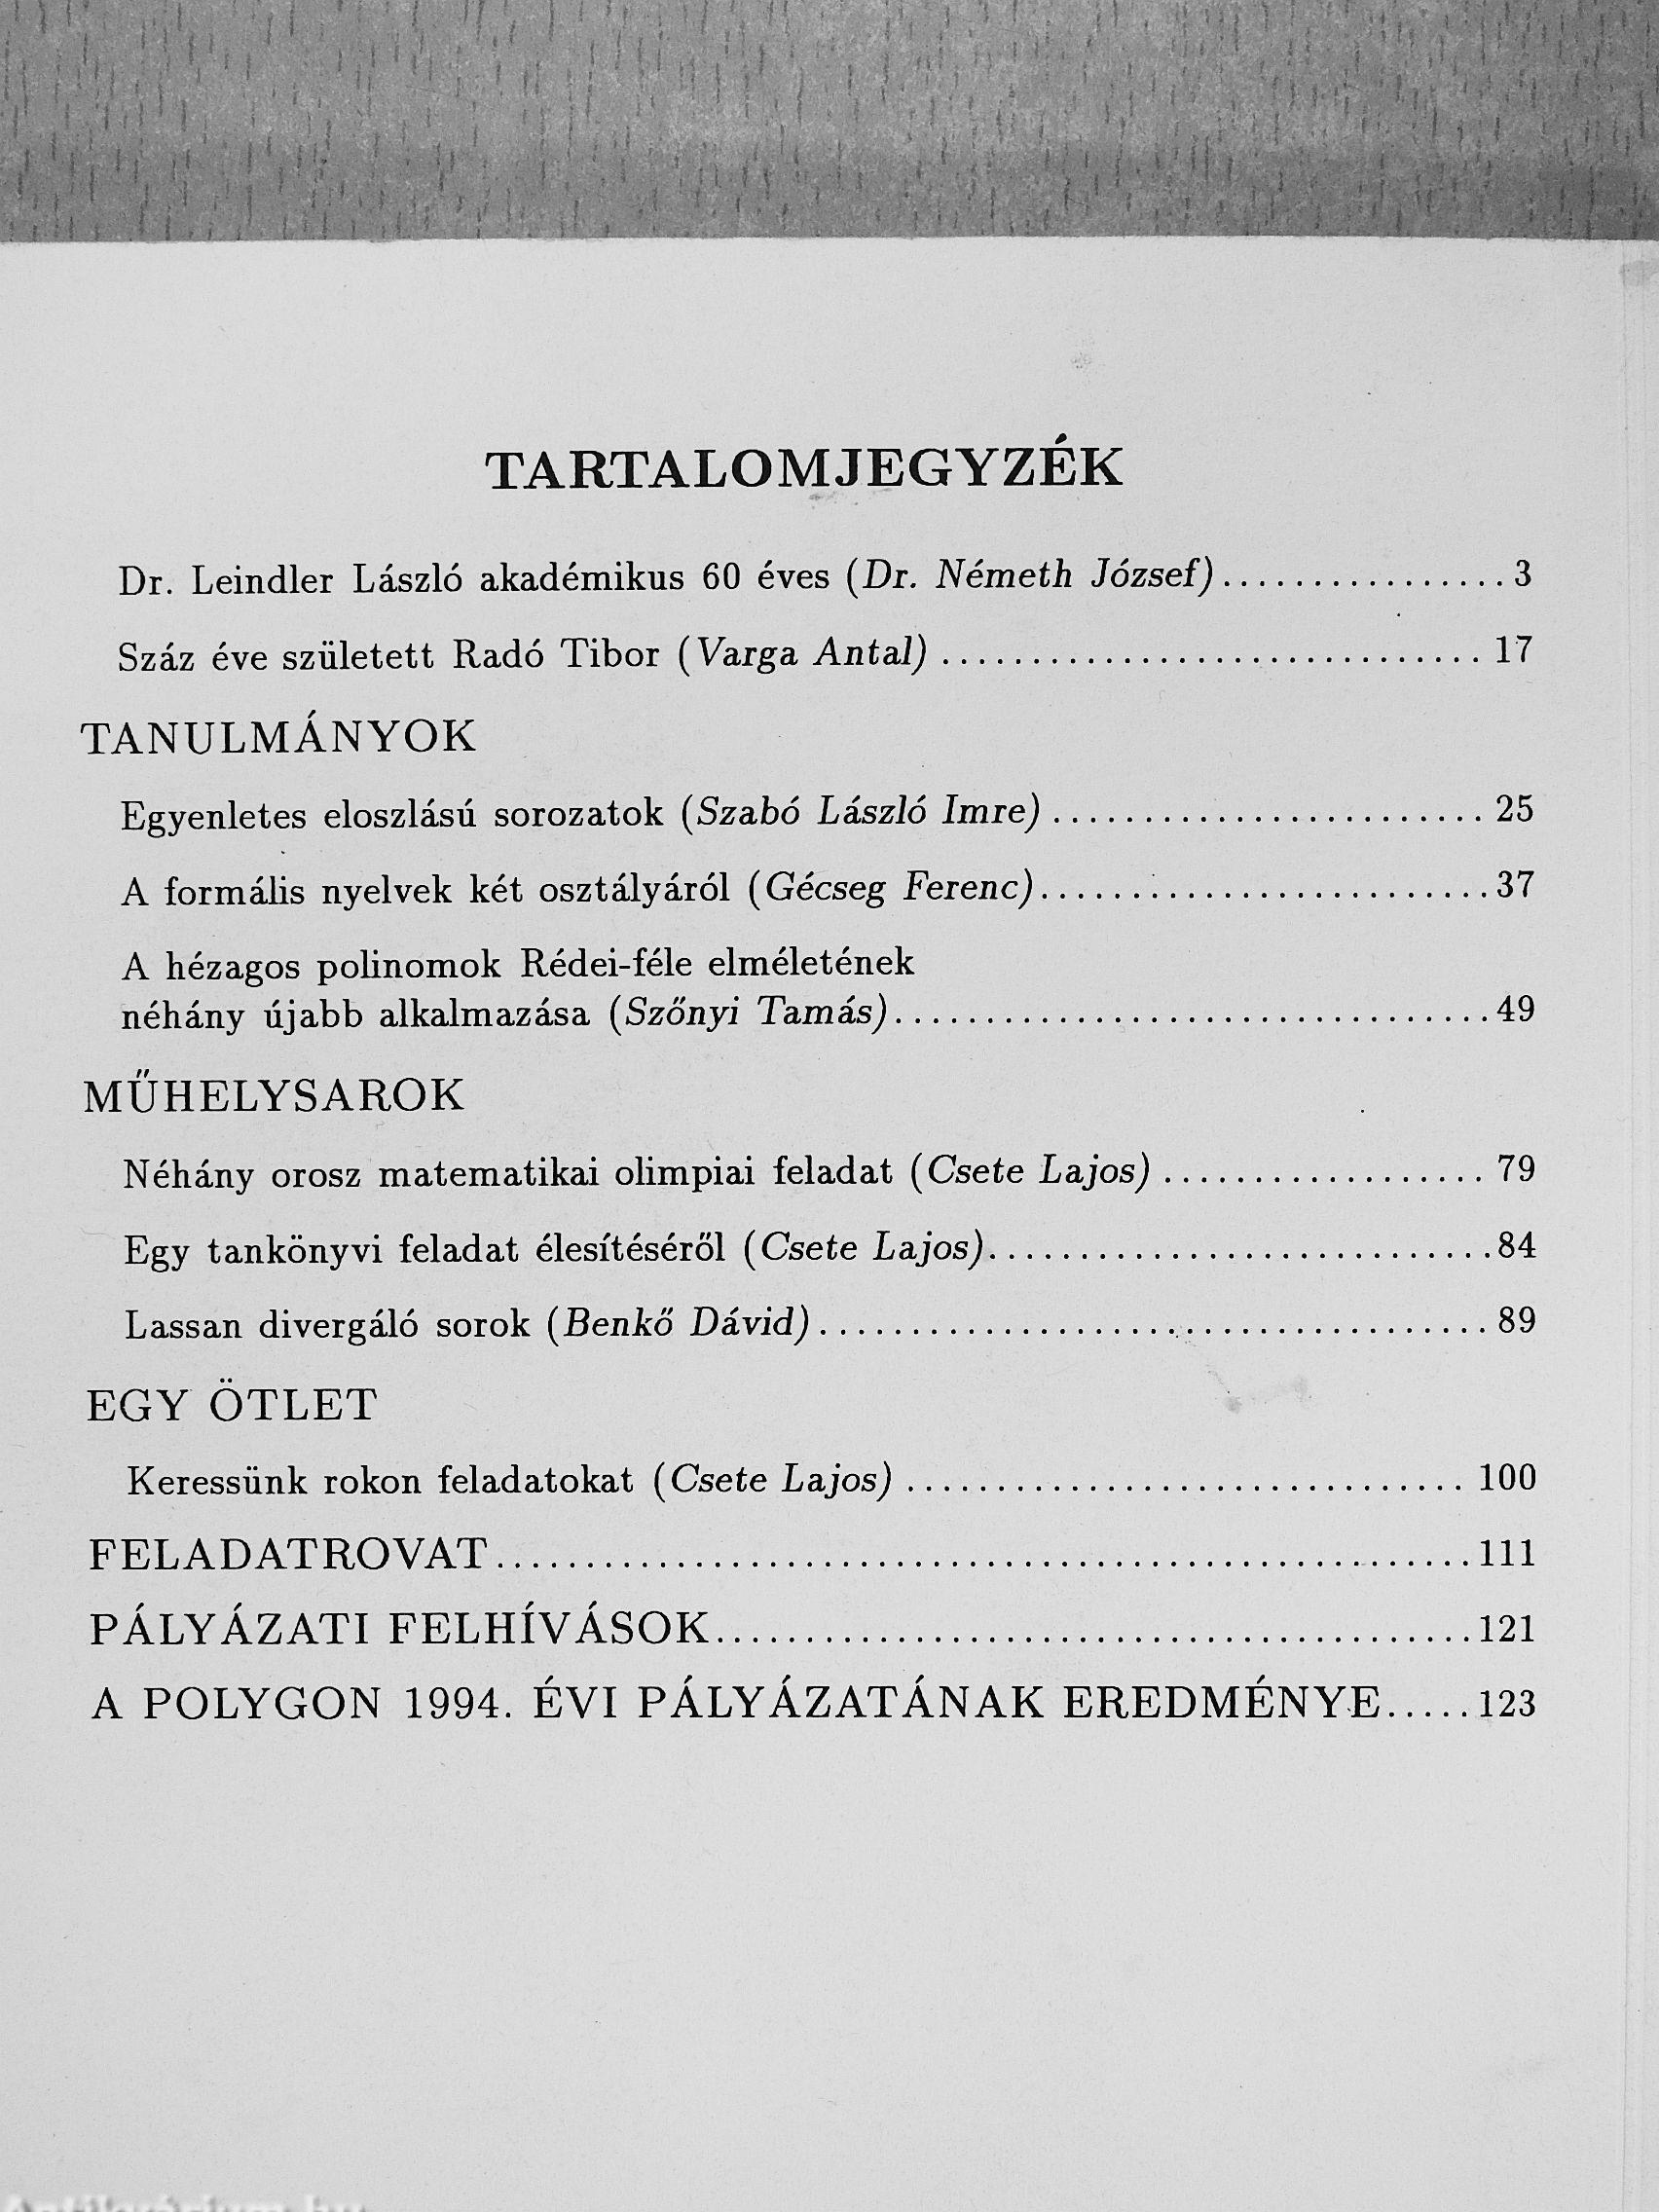 TARTALOMJEGYZÉK
Dr. Leindler László akadémikus 60 éves (Dr. Németh József)................3
Száz éve született Radó Tibor (Varga Antal)..............................17
TANULMÁNYOK
Egyenletes eloszlású sorozatok (Szabó László Imre)........................25
A formális nyelvek két osztályáról (Gécseg Ferenc).........................37
A hézagos polinomok Rédei-féle elméletének
néhány újabb alkalmazása (Szőnyi Tamás).................................49
MŰHELYSAROK
Néhány orosz matematikai olimpiai feladat (Csete Lajos)..................79
Egy tankönyvi feladat élesítéséről (Csete Lajos)............................84
Lassan divergáló sorok (Benkő Dávid).....................................89
EGY ÖTLET
Keressünk rokon feladatokat (Csete Lajos)...............................100
FELADATROVAT......................................................111
PÁLYÁZATI FELHÍVÁSOK..........................................121
A POLYGON 1994. ÉVI PÁLYÁZATÁNAK EREDMÉNYE.....123